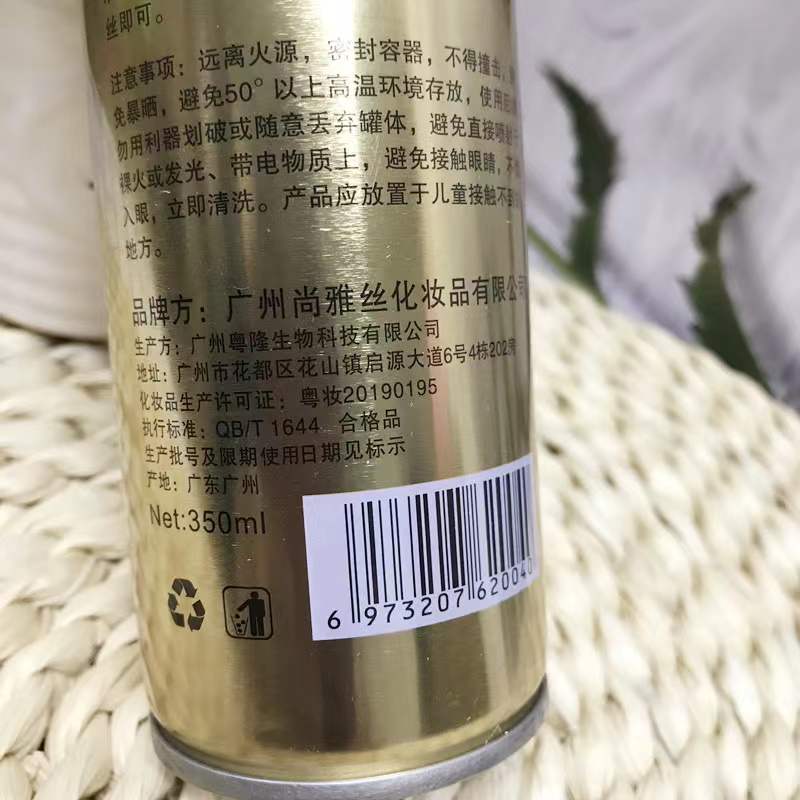 丝即可。
注意事项：远离火源，密封容器，不得撞击，
免暴晒，避免50°以上高温环境存放，使用后
勿用利器划破或随意丢弃罐体，避免直接喷射于
裸火或发光、带电物质上，避免接触眼睛，不
入眼，立即清洗。产品应放置于儿童接触不到
地方。
品牌方：广州尚雅丝化妆品有限公司
生产方：广州粤隆生物科技有限公司
地址：广州市花都区花山镇启源大道6号4栋202房
化妆品生产许可证：粤妆20190195
执行标准：QB/T 1644 合格品
生产批号及限期使用日期见标示
产地：广东广州
Net:350ml
6 973207 620040